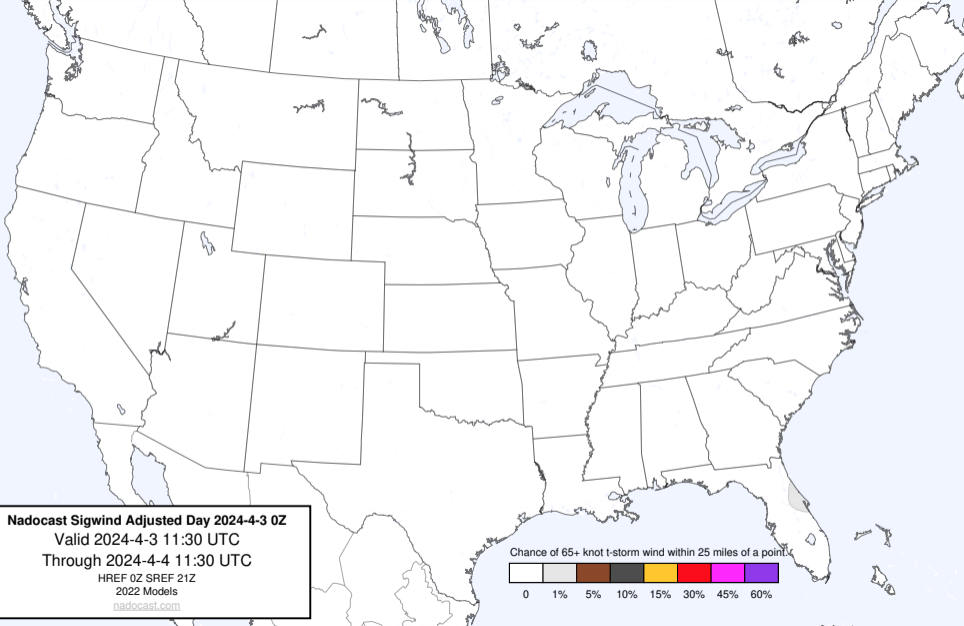 Nadocast Sigwind Adjusted Day 2024-4-3 0Z
Valid 2024-4-3 11:30 UTC
Through 2024-4-4 11:30 UTC
HREF 0Z SREF 21Z
2022 Models
nadocast.com
Chance of 65+ knot t-storm wind within 25 miles of a point.
0 1% 5% 10% 15% 30% 45% 60%